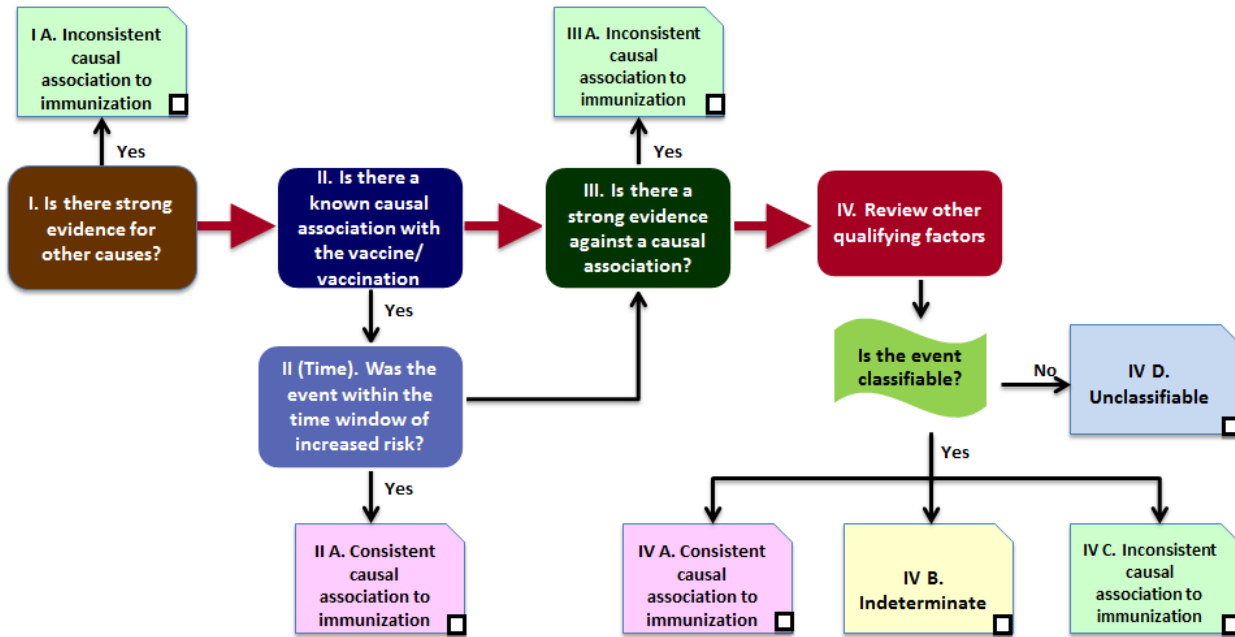 I A. Inconsistent
causal
association to
immunization
III A. Inconsistent
causal
association to
immunization
Yes
Yes
I. Is there strong
evidence for
other causes?
II. Is there a
known causal
association with
the vaccine/
vaccination
III. Is there a
strong evidence
against a causal
association?
IV. Review other
qualifying factors
Yes
II (Time). Was the
event within the
time window of
increased risk?
Is the event
classifiable?
No
IV D.
Unclassifiable
Yes
Yes
II A. Consistent
causal
association to
immunization
IV A. Consistent
causal
association to
immunization
IV B.
Indeterminate
IV C. Inconsistent
causal
association to
immunization